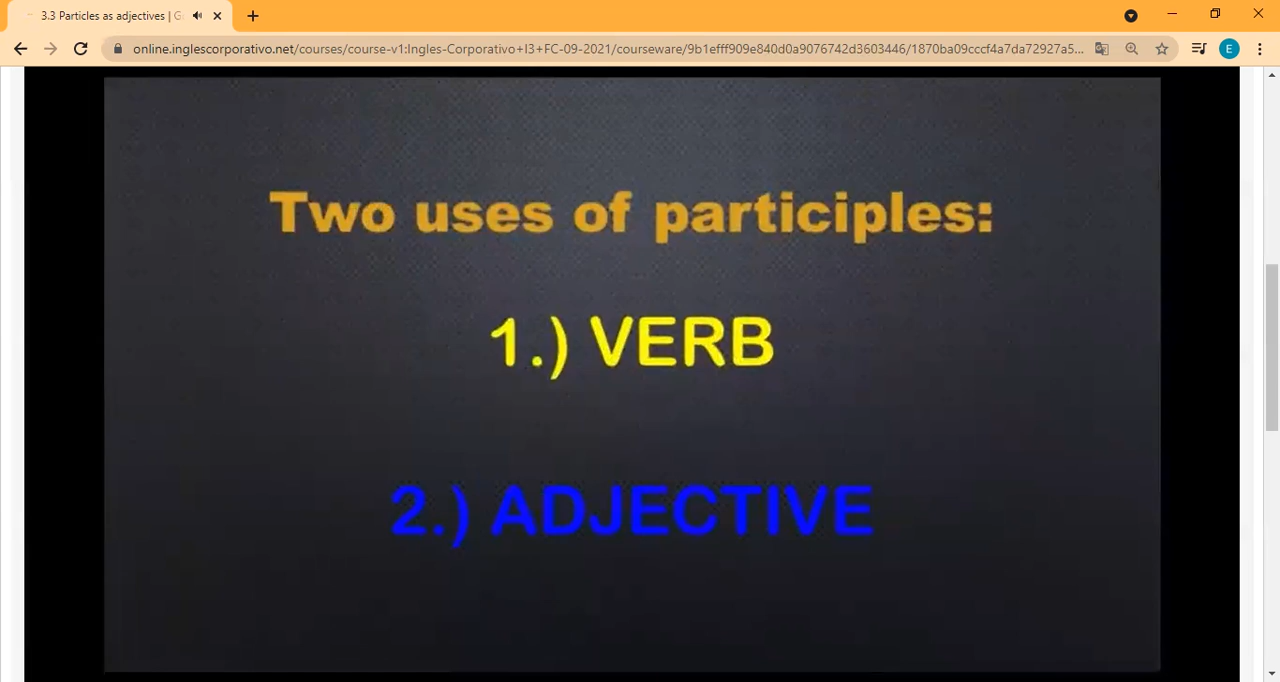 3.3 Particles as adjectives | G
online.inglescorporativo.net/courses/course-v1:Ingles-Corporativo+I3+FC-09-2021/courseware/9b1efff909e840d0a9076742d3603446/1870ba09cccf4a7da72927a5...
E
Two uses of participles:
1.) VERB
2.) ADJECTIVE